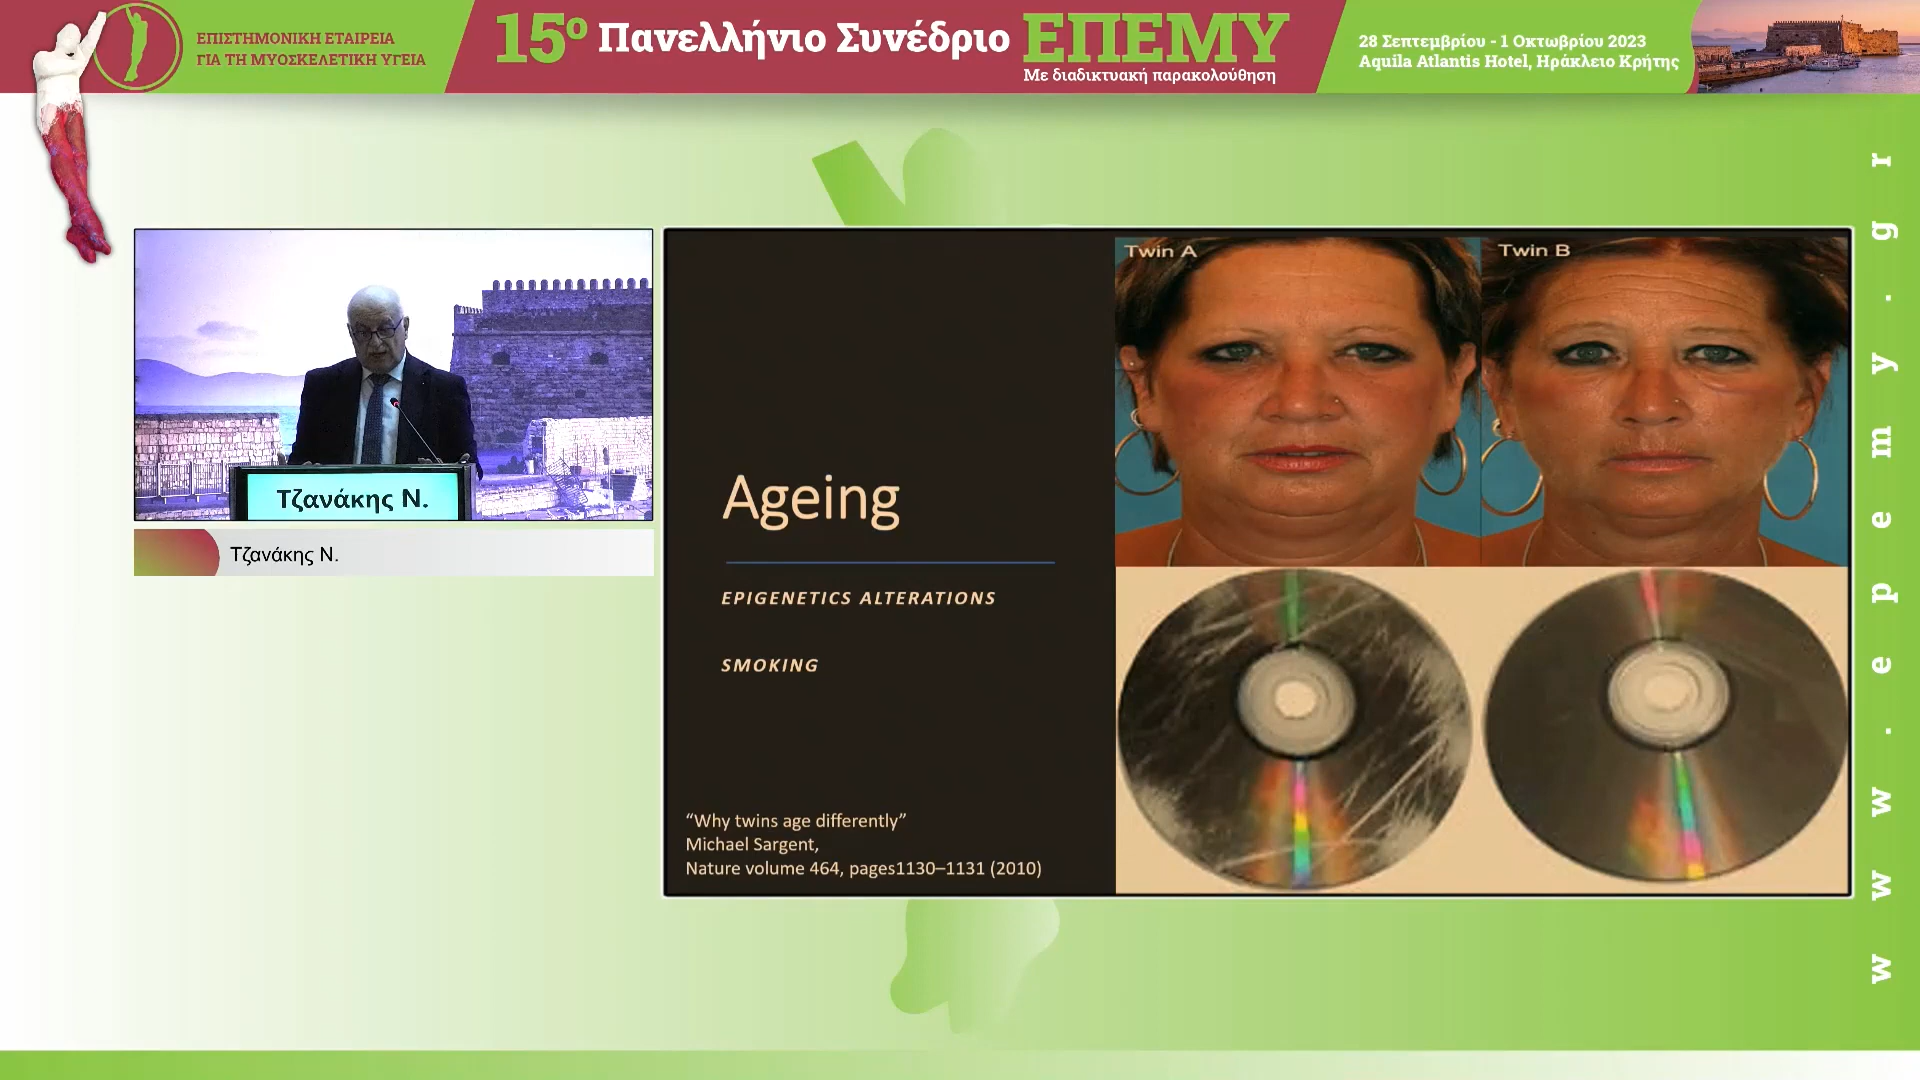 ΕΠΙΣΤΗΜΟΝΙΚΗ ΕΤΑΙΡΕΙΑ
ΓΙΑ ΤΗ ΜΥΟΣΚΕΛΕΤΙΚΗ ΥΓΕΙΑ
15ο Πανελλήνιο Συνέδριο ΕΠΕΜΥ
Με διαδικτυακή παρακολούθηση
28 Σεπτεμβρίου - 1 Οκτωβρίου 2023
Aquila Atlantis Hotel, Ηράκλειο Κρήτης
Τζανάκης Ν.
Τζανάκης Ν.
Twin A
Twin B
Ageing
EPIGENETICS ALTERATIONS
SMOKING
“Why twins age differently”
Michael Sargent,
Nature volume 464, pages1130–1131 (2010)
www.epemy.gr